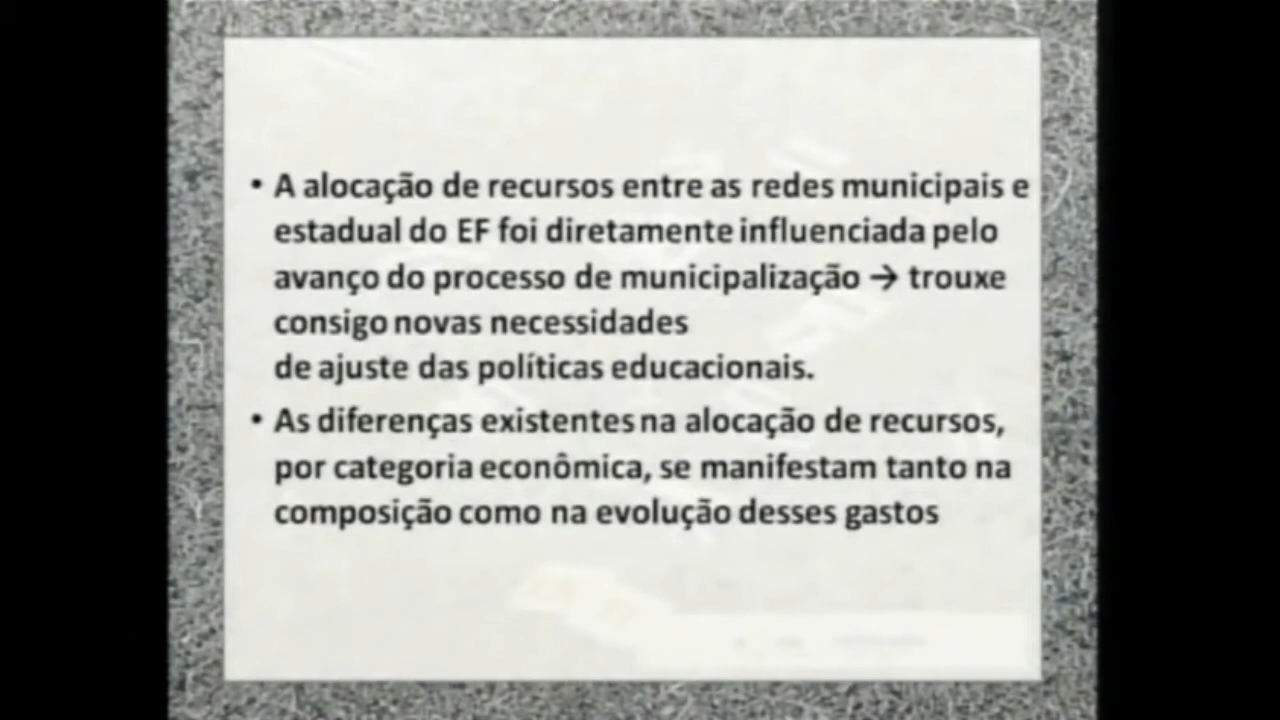 • A alocação de recursos entre as redes municipais e
estadual do EF foi diretamente influenciada pelo
avanço do processo de municipalização → trouxe
consigo novas necessidades
de ajuste das políticas educacionais.
• As diferenças existentes na alocação de recursos,
por categoria econômica, se manifestam tanto na
composição como na evolução desses gastos